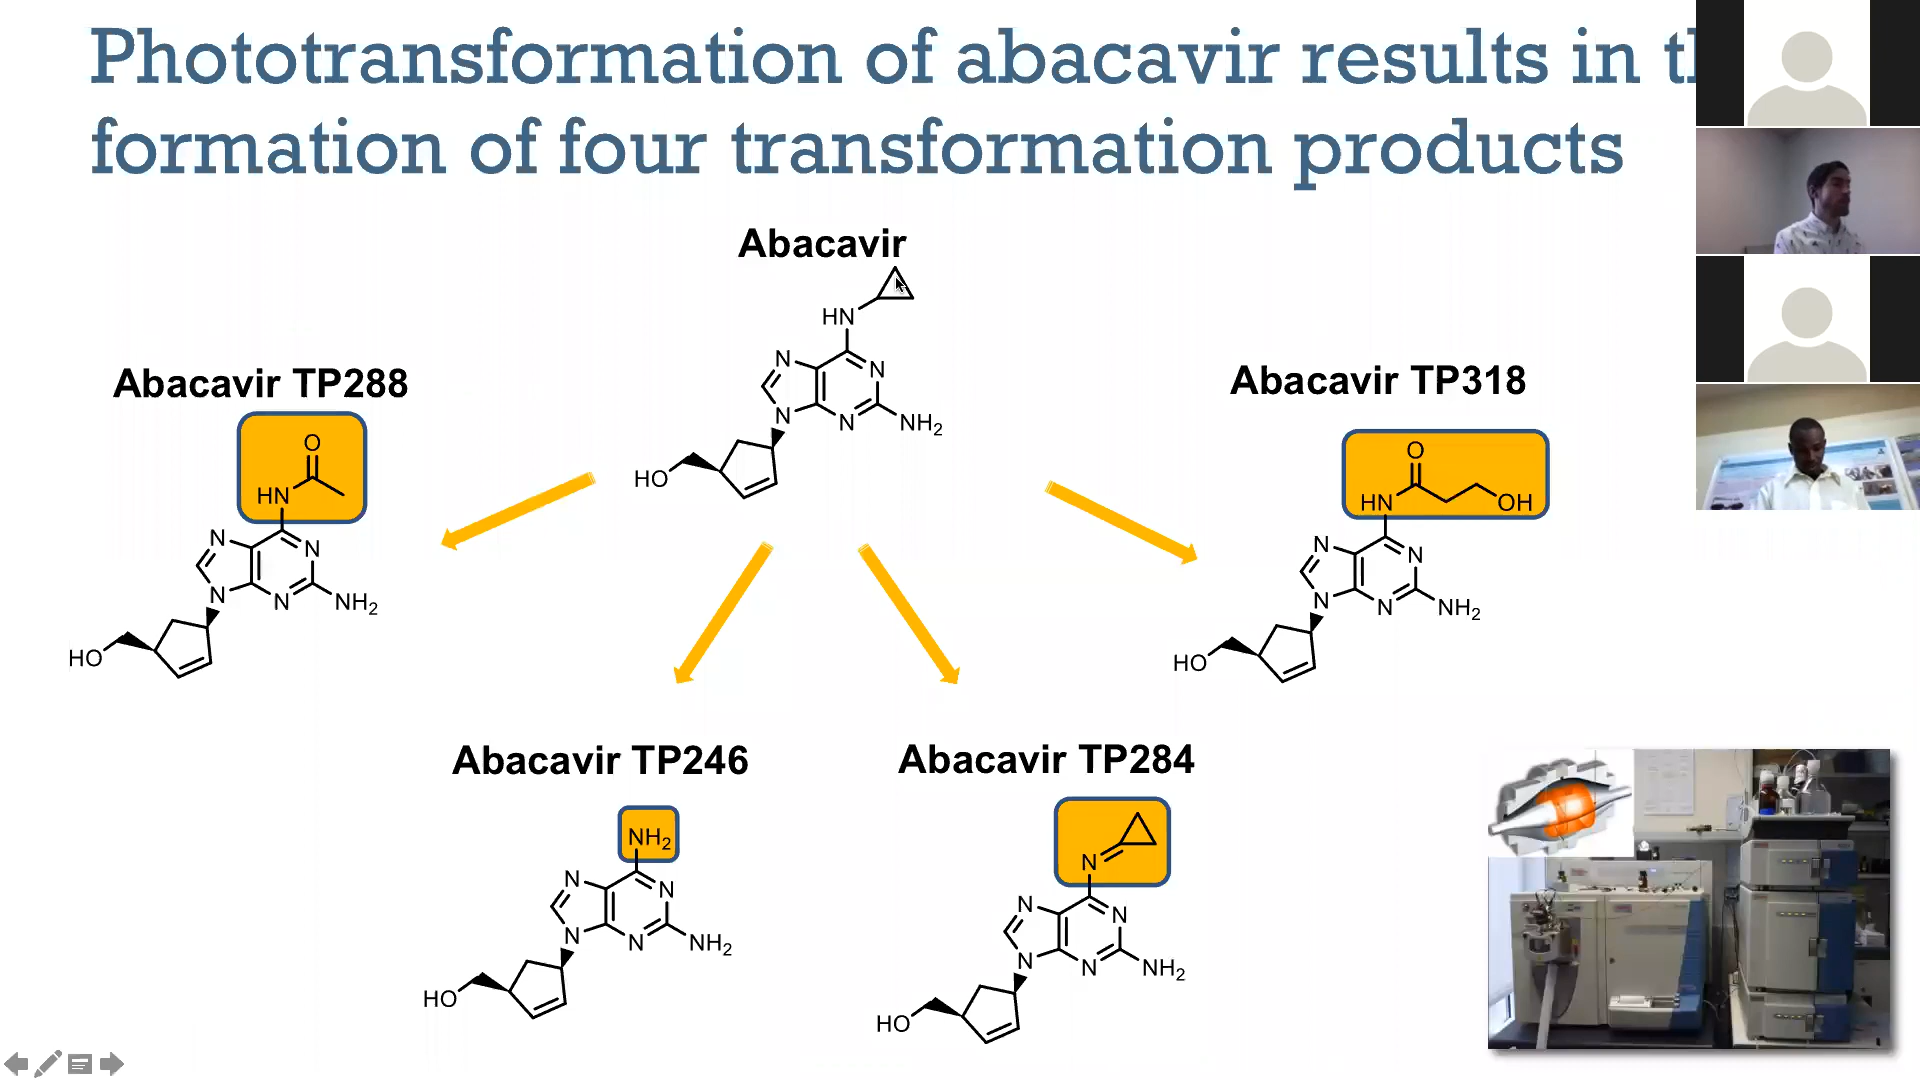 Phototransformation of abacavir results in
formation of four transformation products
Abacavir
HN
N
N
N
N
NH2
HO
Abacavir TP288
O
HN
N
N
N
N
NH2
HO
Abacavir TP318
O
HN
OH
N
N
N
N
NH2
HO
Abacavir TP246
NH2
N
N
N
N
NH2
HO
Abacavir TP284
N
N
N
N
N
NH2
HO